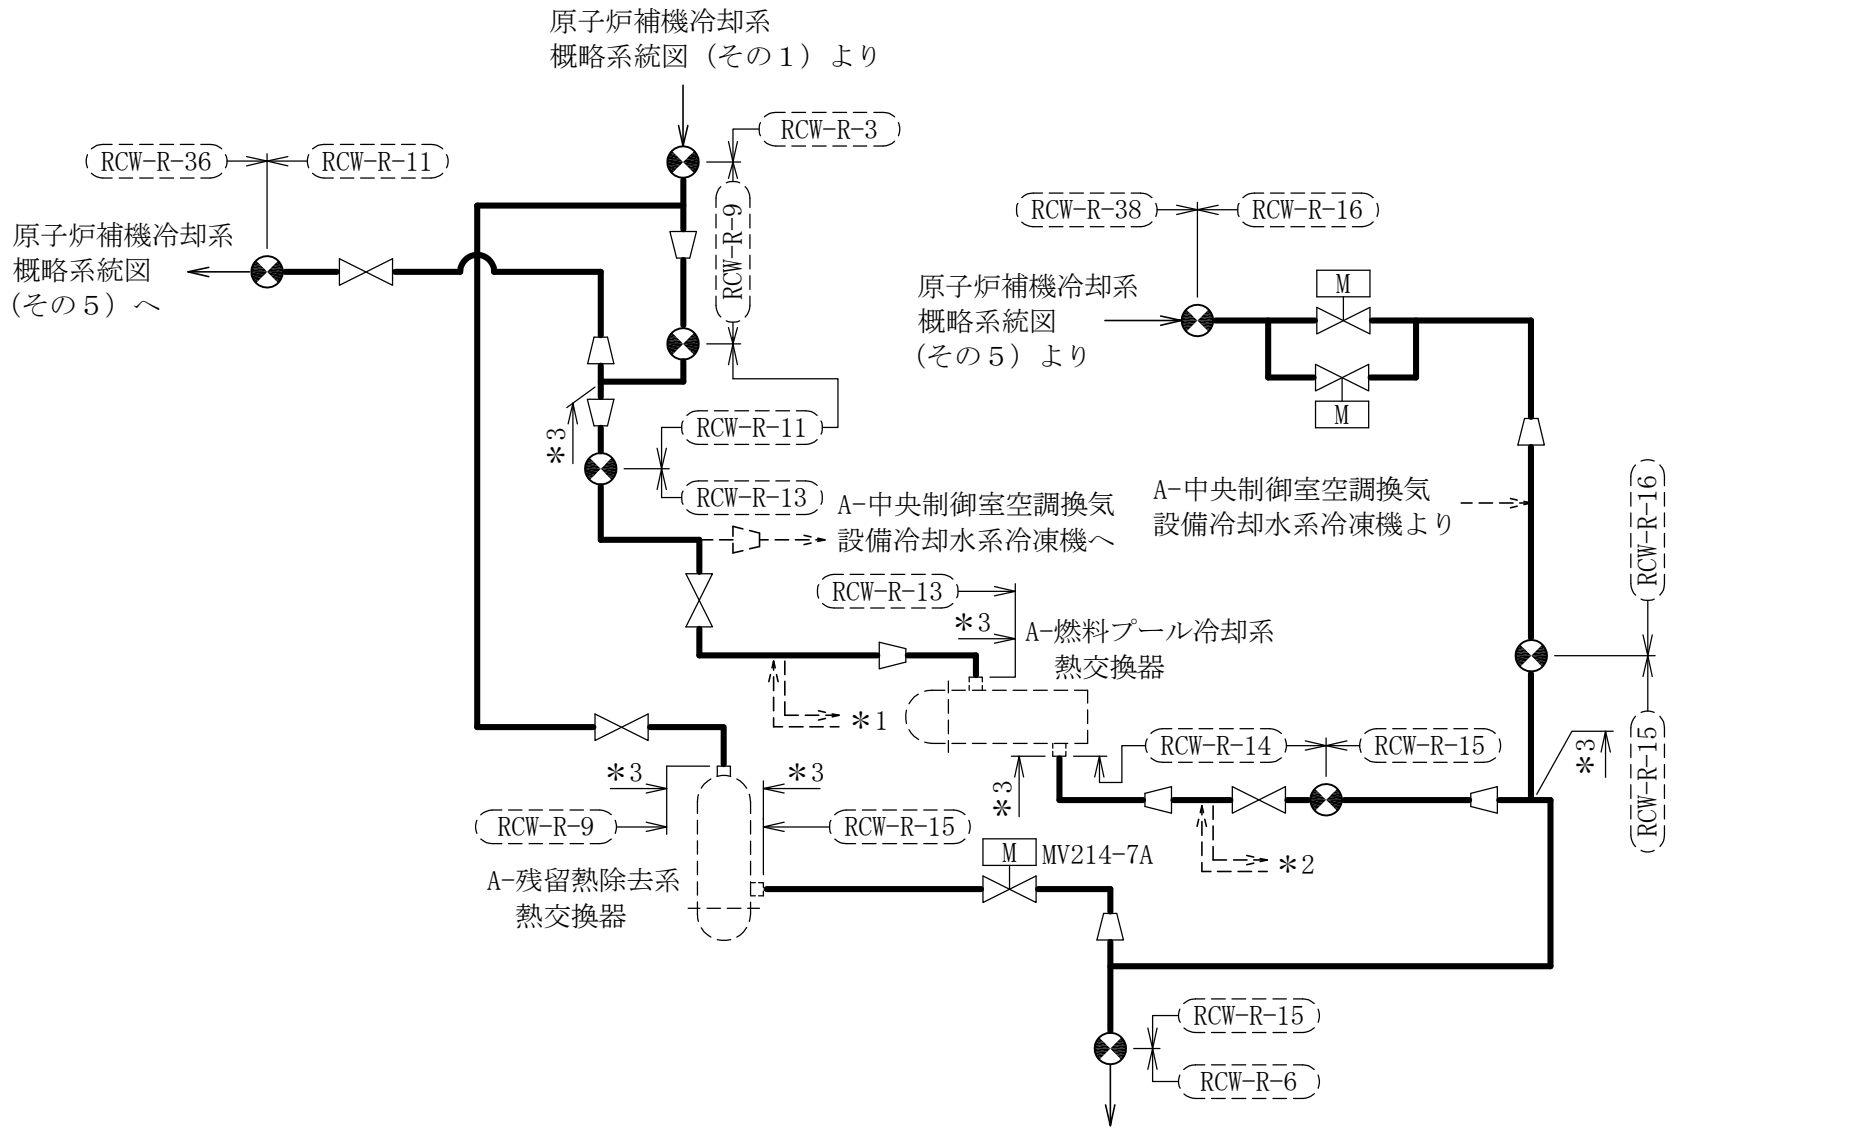 原子炉補機冷却系
概略系統図（その１）より
RCW-R-3
RCW-R-36
RCW-R-11
RCW-R-9
RCW-R-38
RCW-R-16
原子炉補機冷却系
概略系統図
(その５）へ
原子炉補機冷却系
概略系統図
(その５）より
M
M
RCW-R-11
＊3
RCW-R-13
A-中央制御室空調換気
設備冷却水系冷凍機へ
A-中央制御室空調換気
設備冷却水系冷凍機より
RCW-R-16
RCW-R-13
＊3
A-燃料プール冷却系
熱交換器
＊1
RCW-R-14
RCW-R-15
＊3
RCW-R-15
＊3
＊3
＊3
RCW-R-9
RCW-R-15
M
MV214-7A
＊2
A-残留熱除去系
熱交換器
RCW-R-15
RCW-R-6